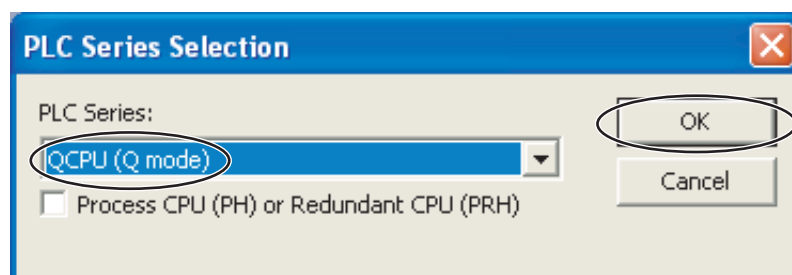 PLC Series Selection
PLC Series:
QCPU (Q mode)
Process CPU (PH) or Redundant CPU (PRH)
OK
Cancel